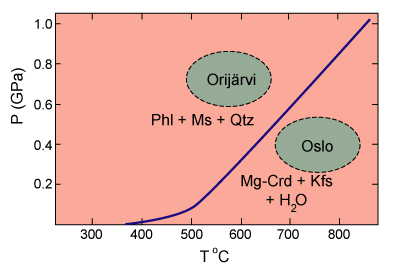 1.0
0.8
0.6
0.4
0.2
P (GPa)
Orijärvi
Phl + Ms + Qtz
Oslo
Mg-Crd + Kfs
+ H₂O
300 400 500 600 700 800
T °C